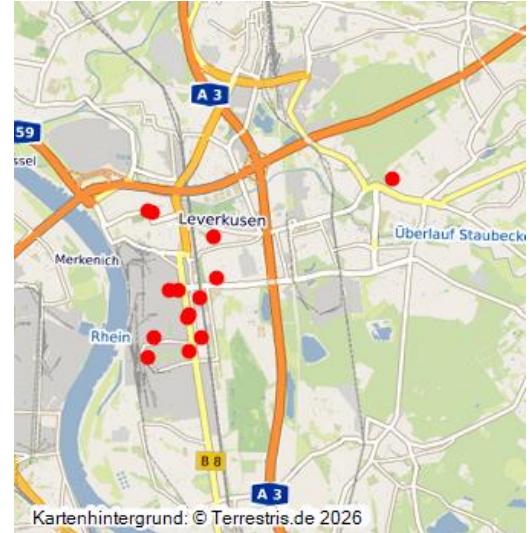 A 3
59
ssel
Leverkusen
Überlauf Staubecke
Merkenich
Rhein
B 8
A 3
Kartenhintergrund: © Terrestris.de 2026